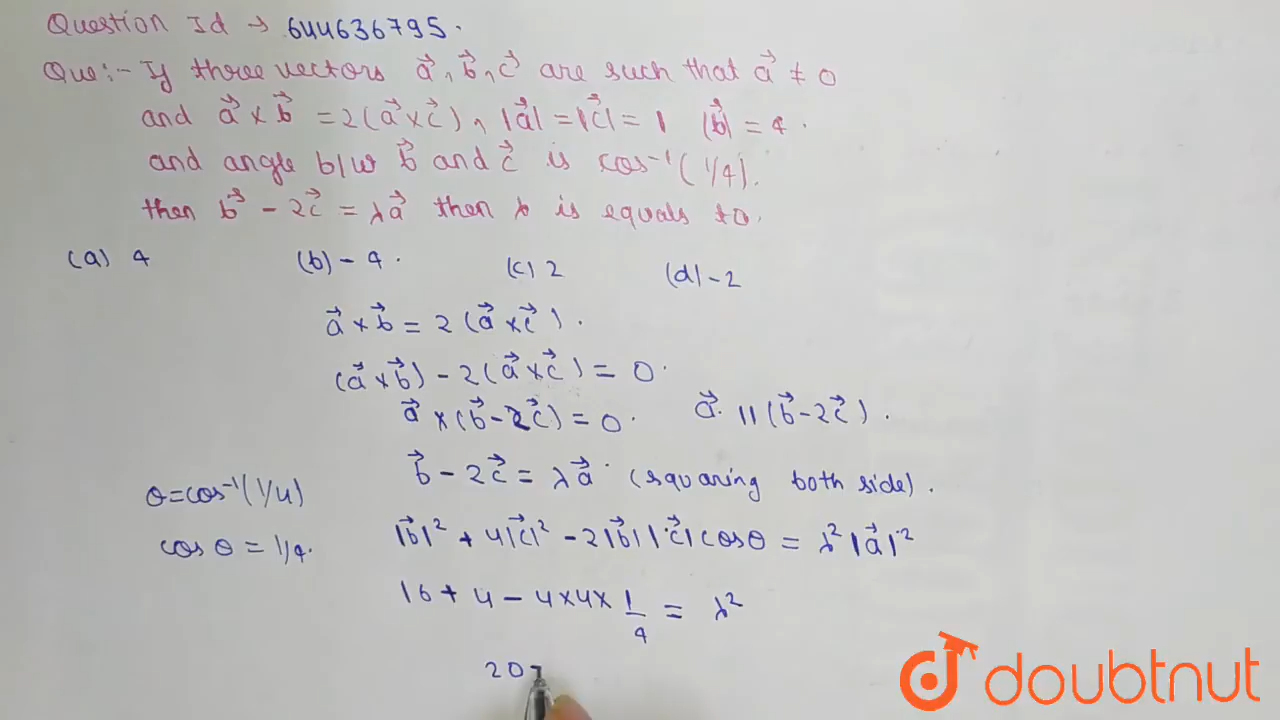 Question Id → 644636795.
Que:- If three vectors a⃗, b⃗, c⃗ are such that a⃗ ≠ 0
and a⃗ × b⃗ = 2(a⃗ × c⃗), |a⃗| = |c⃗| = 1 |b⃗| = 4.
and angle b/w b⃗ and c⃗ is cos⁻¹(1/4).
then b⃗ - 2c⃗ = λa⃗ then λ is equals to.
(a) 4 (b) - 4. (c) 2 (d) - 2
a⃗ × b⃗ = 2(a⃗ × c⃗).
(a⃗ × b⃗) - 2(a⃗ × c⃗) = 0.
a⃗ × (b⃗ - 2c⃗) = 0. a⃗. || (b⃗ - 2c⃗).
b⃗ - 2c⃗ = λa⃗ (squaring both side).
θ = cos⁻¹(1/4)
|b⃗|² + 4|c⃗|² - 2|b⃗||c⃗| cosθ = λ²|a⃗|²
cos θ = 1/4.
16 + 4 - 4×4× 1/4 = λ²
20 -
doubtnut